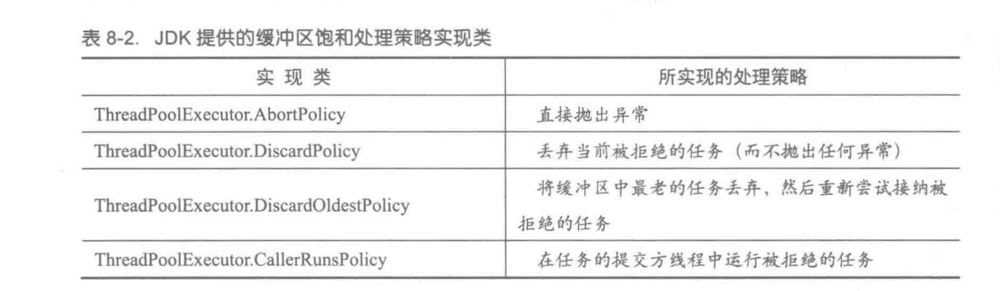 表 8-2. JDK 提供的缓冲区饱和处理策略实现类
实 现 类 所实现的处理策略
ThreadPoolExecutor.AbortPolicy 直接抛出异常
ThreadPoolExecutor.DiscardPolicy 丢弃当前被拒绝的任务（而不抛出任何异常）
ThreadPoolExecutor.DiscardOldestPolicy 将缓冲区中最老的任务丢弃，然后重新尝试接纳被
拒绝的任务
ThreadPoolExecutor.CallerRunsPolicy 在任务的提交方线程中运行被拒绝的任务